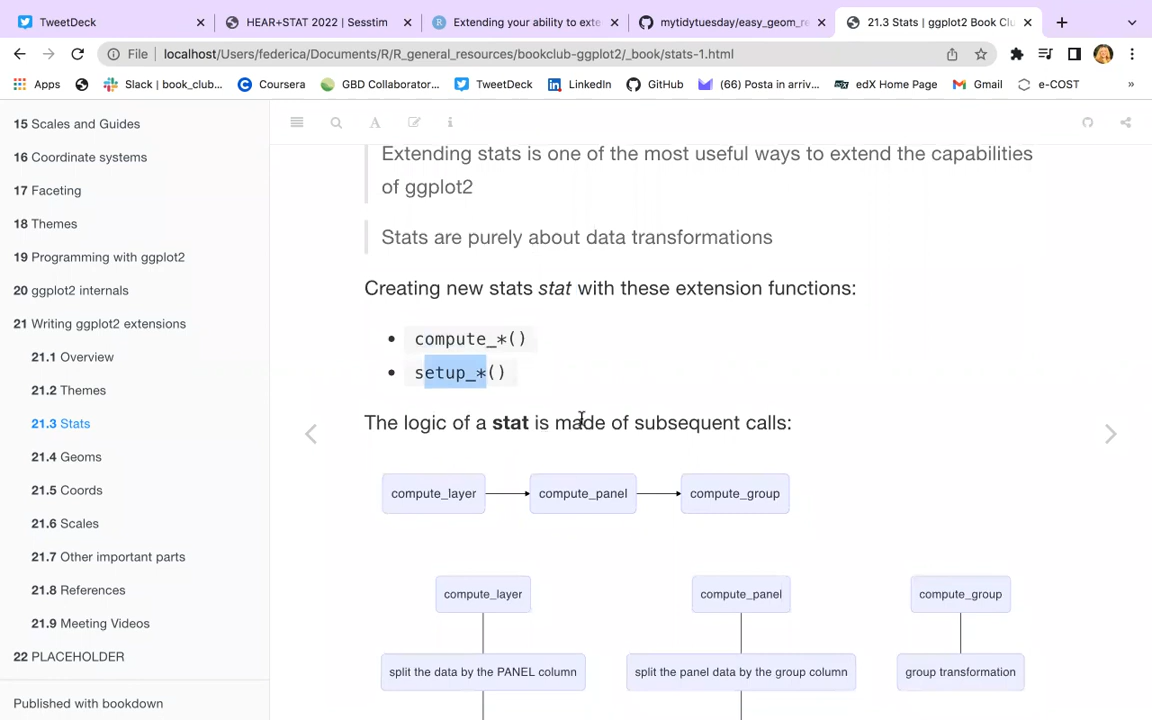 TweetDeck
HEAR+STAT 2022 | Sesstim
Extending your ability to exte
mytidytuesday/easy_geom_re
21.3 Stats | ggplot2 Book Clu
File
localhost/Users/federica/Documents/R/R_general_resources/bookclub-ggplot2/_book/stats-1.html
Apps
Slack | book_club...
Coursera
GBD Collaborator...
TweetDeck
LinkedIn
GitHub
(66) Posta in arriv...
edX Home Page
Gmail
e-COST
»
15 Scales and Guides
16 Coordinate systems
17 Faceting
18 Themes
19 Programming with ggplot2
20 ggplot2 internals
21 Writing ggplot2 extensions
21.1 Overview
21.2 Themes
21.3 Stats
21.4 Geoms
21.5 Coords
21.6 Scales
21.7 Other important parts
21.8 References
21.9 Meeting Videos
22 PLACEHOLDER
Published with bookdown
Extending stats is one of the most useful ways to extend the capabilities
of ggplot2
Stats are purely about data transformations
Creating new stats stat with these extension functions:
• compute_*()
• setup_*()
The logic of a stat is made of subsequent calls:
compute_layer
compute_panel
compute_group
compute_layer
compute_panel
compute_group
split the data by the PANEL column
split the panel data by the group column
group transformation